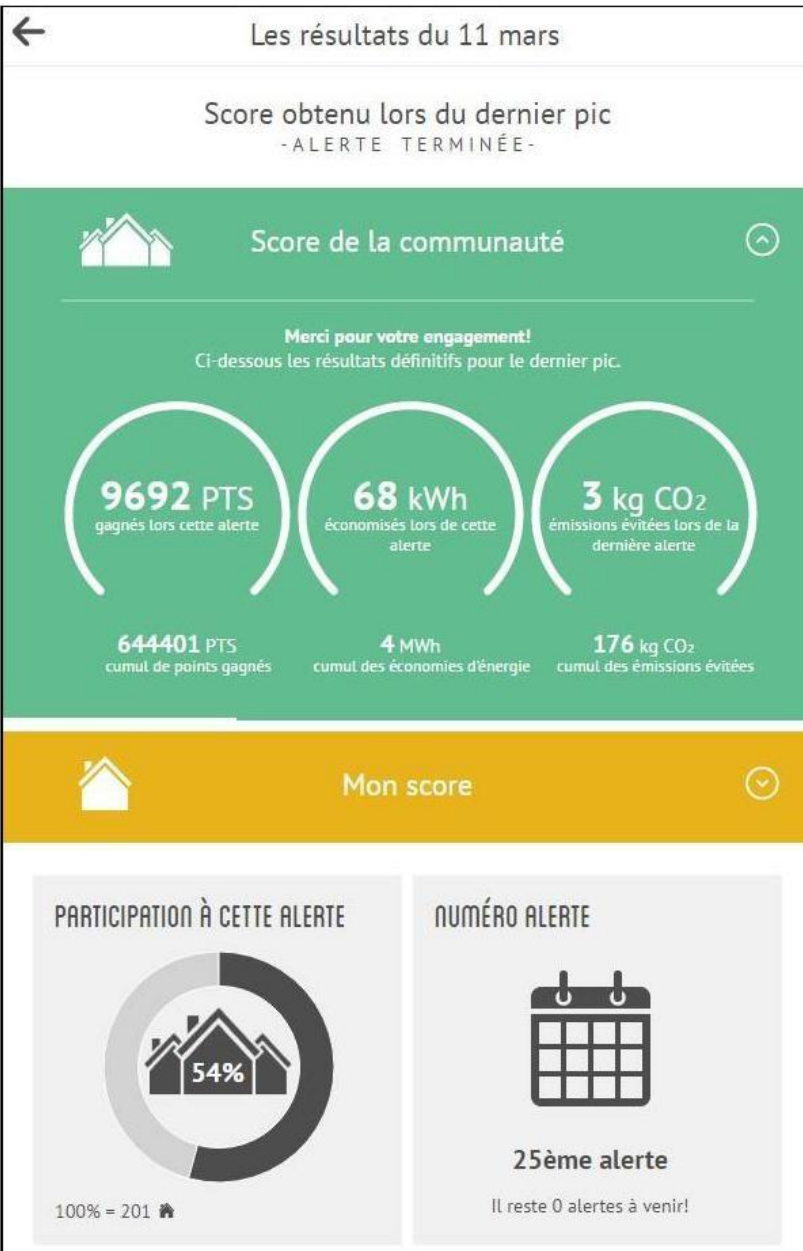 Les résultats du 11 mars
Score obtenu lors du dernier pic
-ALERTE TERMINÉE-
Score de la communauté
Merci pour votre engagement!
Ci-dessous les résultats définitifs pour le dernier pic.
9692 PTS
gagnés lors cette alerte
68 kWh
économisés lors de cette
alerte
3 kg CO2
émissions évitées lors de la
dernière alerte
644401 PTS
cumul de points gagnés
4 MWh
cumul des économies d'énergie
176 kg CO2
cumul des émissions évitées
Mon score
PARTICIPATION À CETTE ALERTE
54%
100% = 201
NUMÉRO ALERTE
25ème alerte
Il reste 0 alertes à venir!